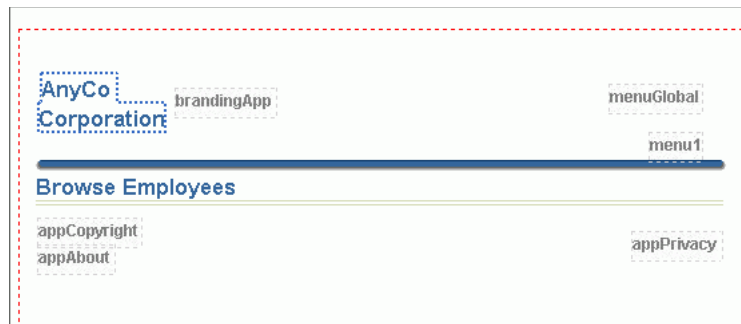 AnyCo
Corporation
brandingApp
menuGlobal
menu1
Browse Employees
appCopyright
appAbout
appPrivacy